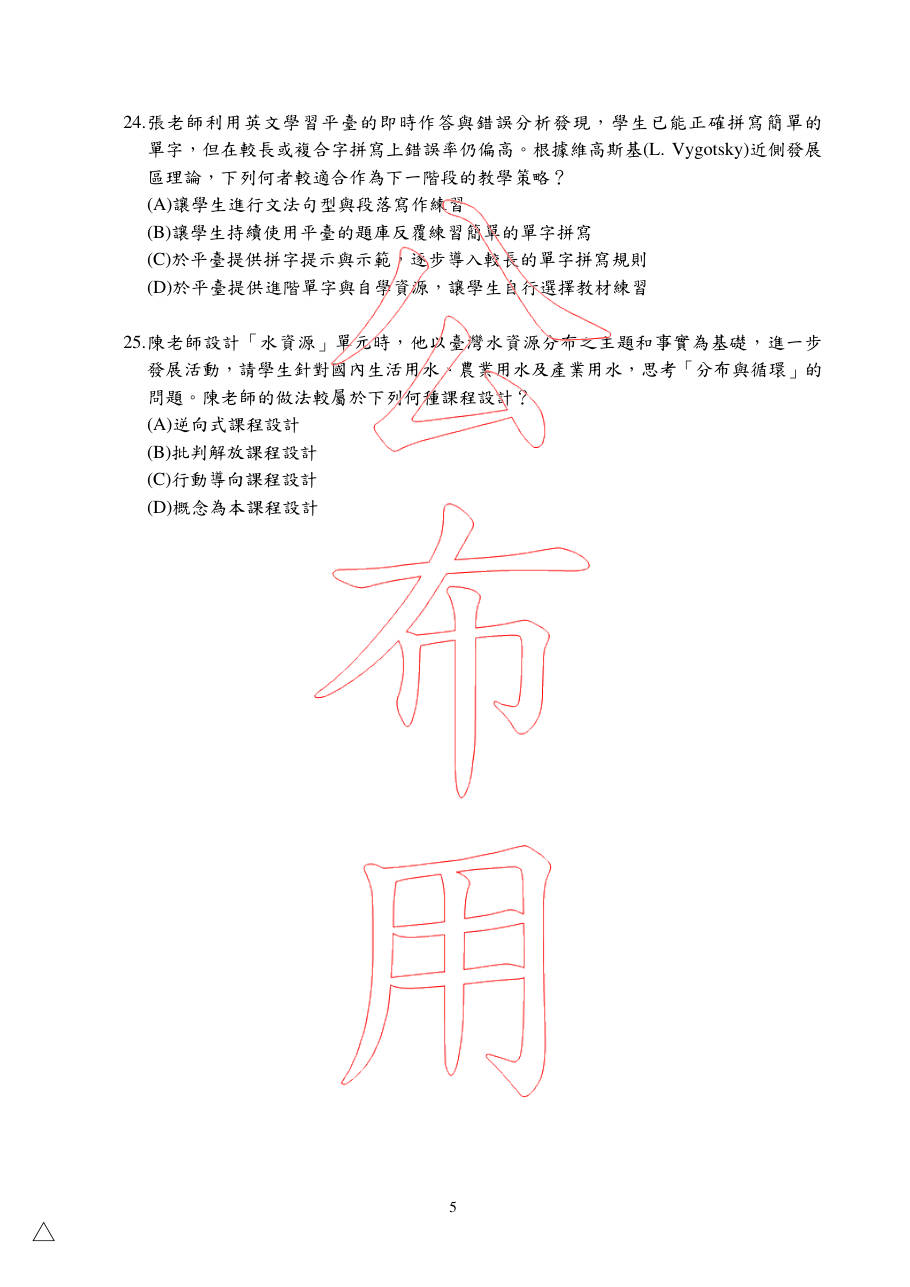 24.張老師利用英文學習平臺的即時作答與錯誤分析發現，學生已能正確拼寫簡單的
單字，但在較長或複合字拼寫上錯誤率仍偏高。根據維高斯基(L. Vygotsky)近側發展
區理論，下列何者較適合作為下一階段的教學策略？
(A)讓學生進行文法句型與段落寫作練習
(B)讓學生持續使用平臺的題庫反覆練習簡單的單字拼寫
(C)於平臺提供拼字提示與示範，逐步導入較長的單字拼寫規則
(D)於平臺提供進階單字與自學資源，讓學生自行選擇教材練習
25.陳老師設計「水資源」單元時，他以臺灣水資源分布之主題和事實為基礎，進一步
發展活動，請學生針對國內生活用水、農業用水及產業用水，思考「分布與循環」的
問題。陳老師的做法較屬於下列何種課程設計？
(A)逆向式課程設計
(B)批判解放課程設計
(C)行動導向課程設計
(D)概念為本課程設計
公
布
用
5